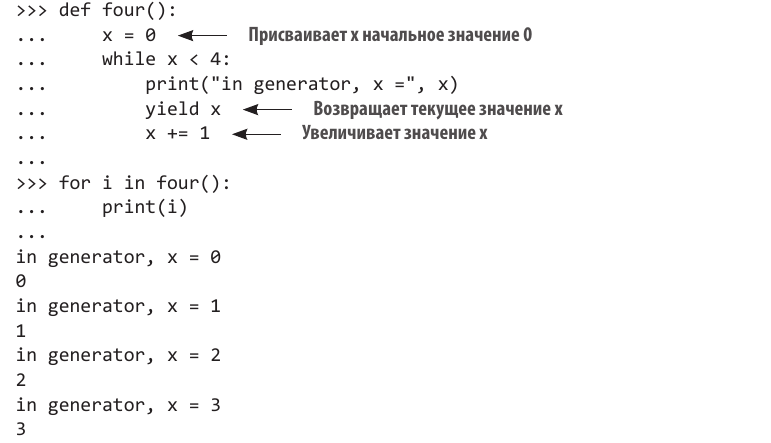 >>> def four():
...     x = 0     Присваивает x начальное значение 0
...     while x < 4:
...         print("in generator, x =", x)
...         yield x     Возвращает текущее значение x
...         x += 1     Увеличивает значение x
...
>>> for i in four():
...     print(i)
...
in generator, x = 0
0
in generator, x = 1
1
in generator, x = 2
2
in generator, x = 3
3